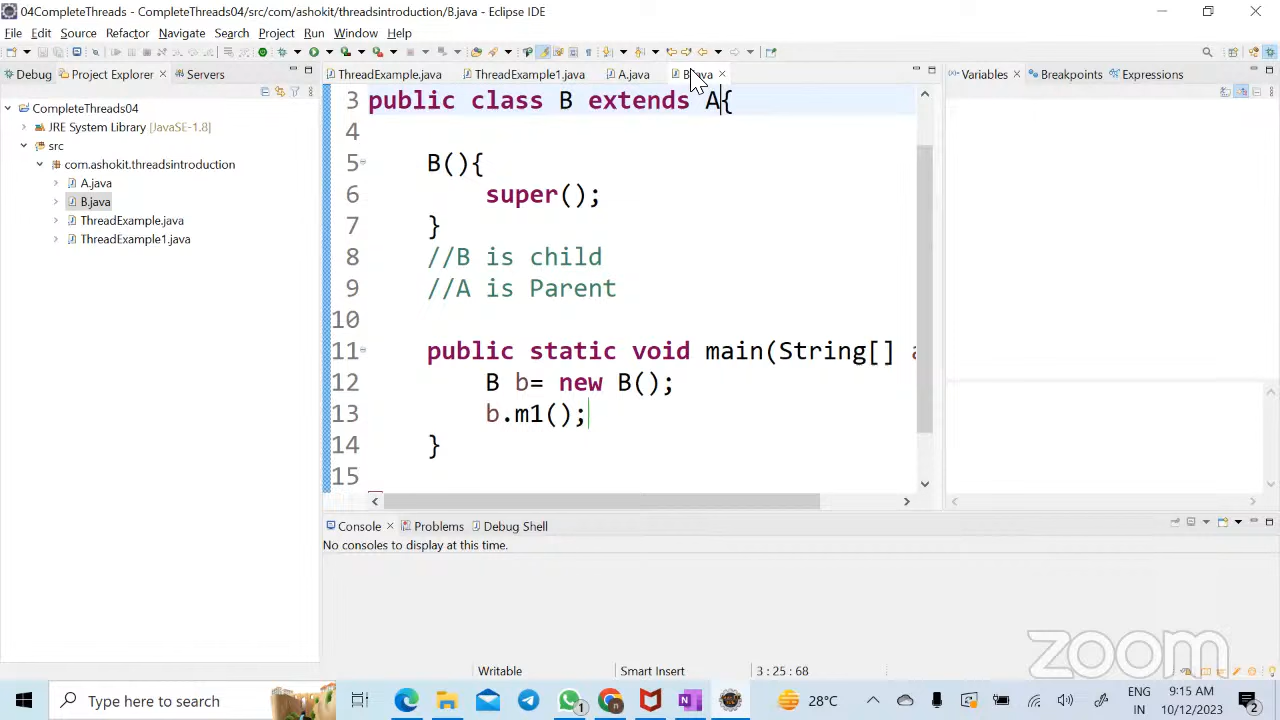 04CompleteThreads - CompleteThreads04/src/com/ashokit/threadsintroduction/B.java - Eclipse IDE
File Edit Source Refactor Navigate Search Project Run Window Help
Debug Project Explorer Servers
ThreadExample.java ThreadExample1.java A.java B.java
Variables Breakpoints Expressions
CompleteThreads04
JRE System Library [JavaSE-1.8]
src
com.ashokit.threadsintroduction
A.java
B.java
ThreadExample.java
ThreadExample1.java
3 public class B extends A{
4
5 B(){
6 super();
7 }
8 //B is child
9 //A is Parent
10
11 public static void main(String[] a
12 B b= new B();
13 b.m1();
14 }
15
Console Problems Debug Shell
No consoles to display at this time.
zoom
Writable Smart Insert 3 : 25 : 68
Type here to search
1
28°C
ENG
IN
9:15 AM
10/12/2023
2